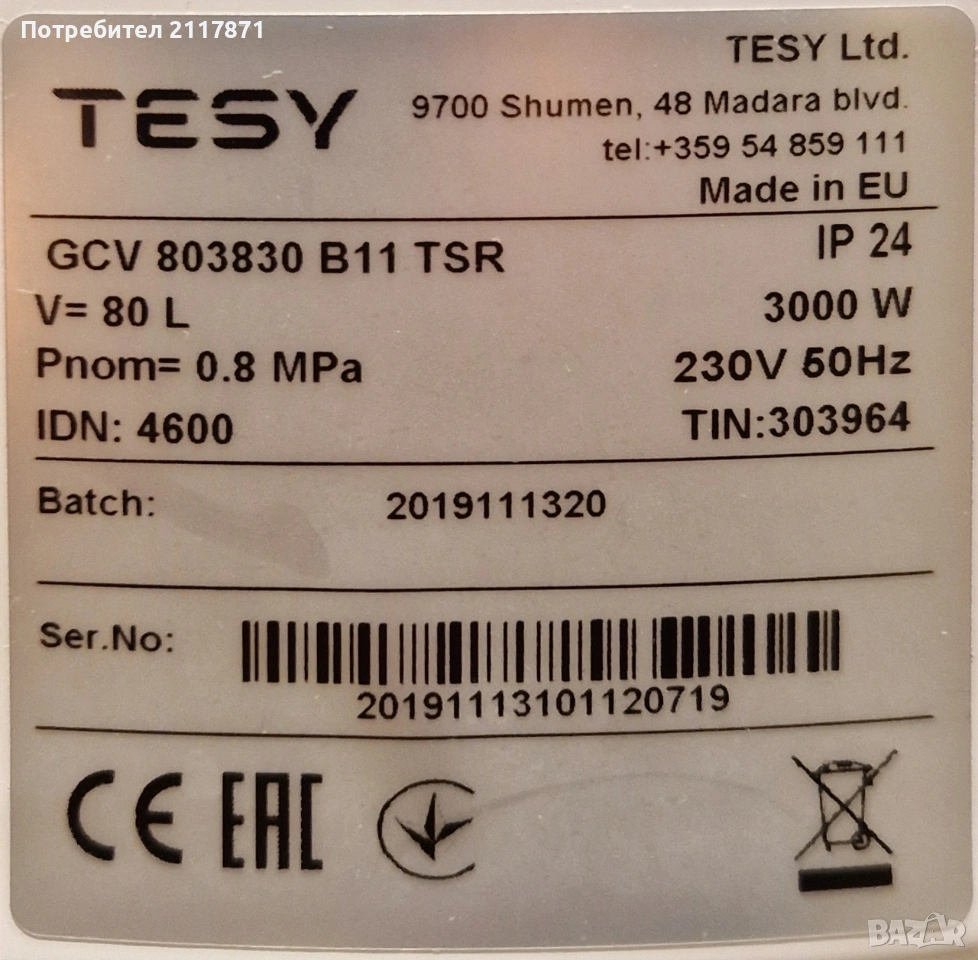 Потребител 2117871
TESY
TESY Ltd.
9700 Shumen, 48 Madara blvd.
tel:+359 54 859 111
Made in EU
GCV 803830 B11 TSR
IP 24
V= 80 L
3000 W
Pnom= 0.8 MPa
230V 50Hz
IDN: 4600
TIN:303964
Batch: 2019111320
Ser.No:
20191113101120719
CE EAC
BAZAR